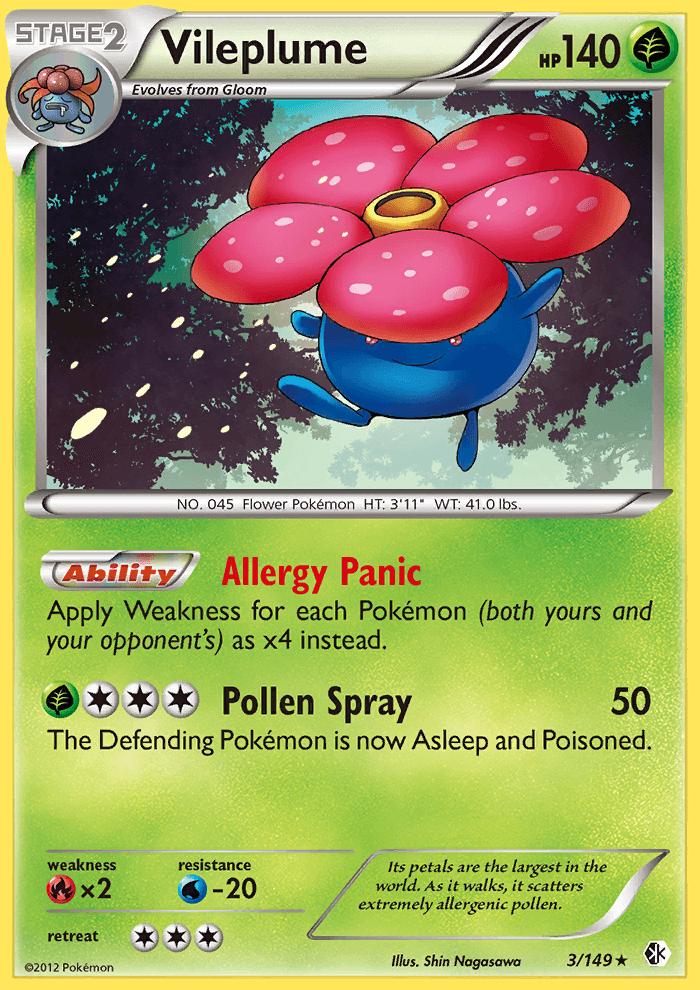 STAGE2
Vileplume
HP140
Evolves from Gloom
NO. 045 Flower Pokémon HT: 3'11" WT: 41.0 lbs.
Ability Allergy Panic
Apply Weakness for each Pokémon (both yours and
your opponent's) as x4 instead.
Pollen Spray 50
The Defending Pokémon is now Asleep and Poisoned.
weakness
×2
resistance
-20
retreat
Its petals are the largest in the
world. As it walks, it scatters
extremely allergenic pollen.
©2012 Pokémon
Illus. Shin Nagasawa
3/149★